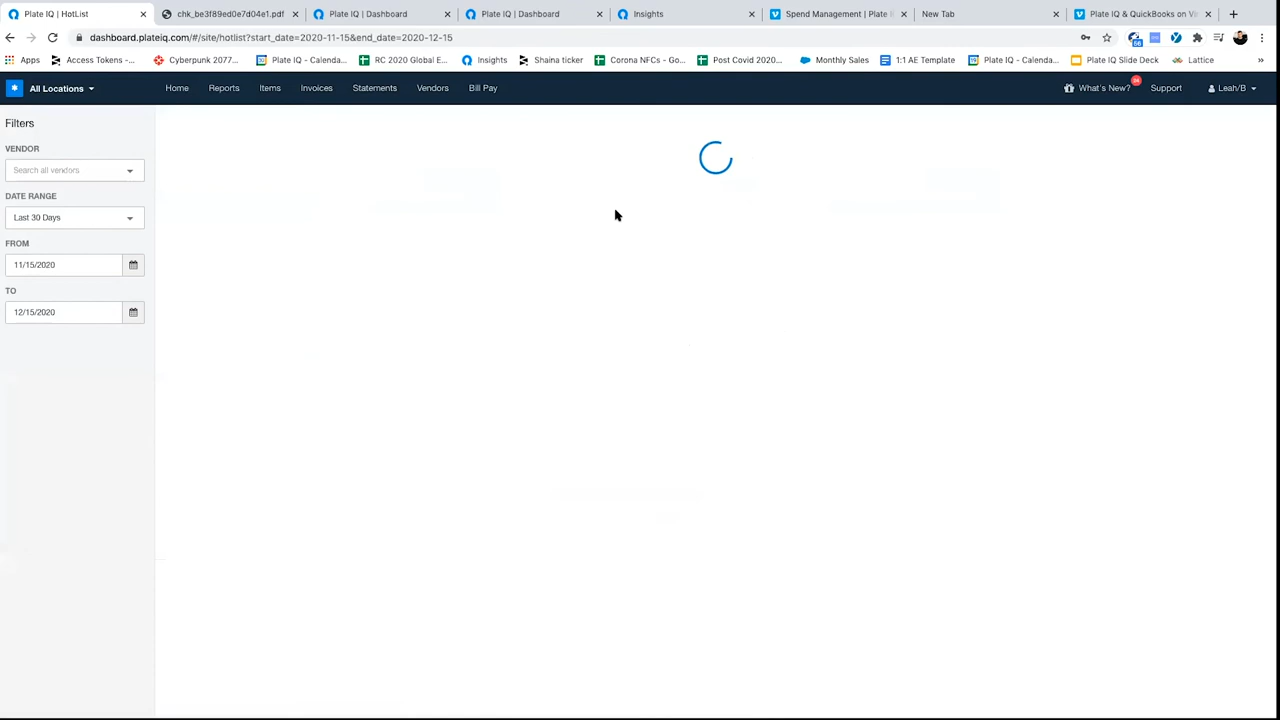 Plate IQ | HotList
chk_be3f89ed0e7d04e1.pdf
Plate IQ | Dashboard
Plate IQ | Dashboard
Insights
Spend Management | Plate I
New Tab
Plate IQ & QuickBooks on Vi
dashboard.plateiq.com/#/site/hotlist?start_date=2020-11-15&end_date=2020-12-15
Apps
Access Tokens -...
Cyberpunk 2077...
Plate IQ - Calenda...
RC 2020 Global E...
Insights
Shaina ticker
Corona NFCs - Go...
Post Covid 2020...
Monthly Sales
1:1 AE Template
Plate IQ - Calenda...
Plate IQ Slide Deck
Lattice
»
All Locations
Home
Reports
Items
Invoices
Statements
Vendors
Bill Pay
What's New?
Support
Leah/B
Filters
VENDOR
Search all vendors
DATE RANGE
Last 30 Days
FROM
11/15/2020
TO
12/15/2020